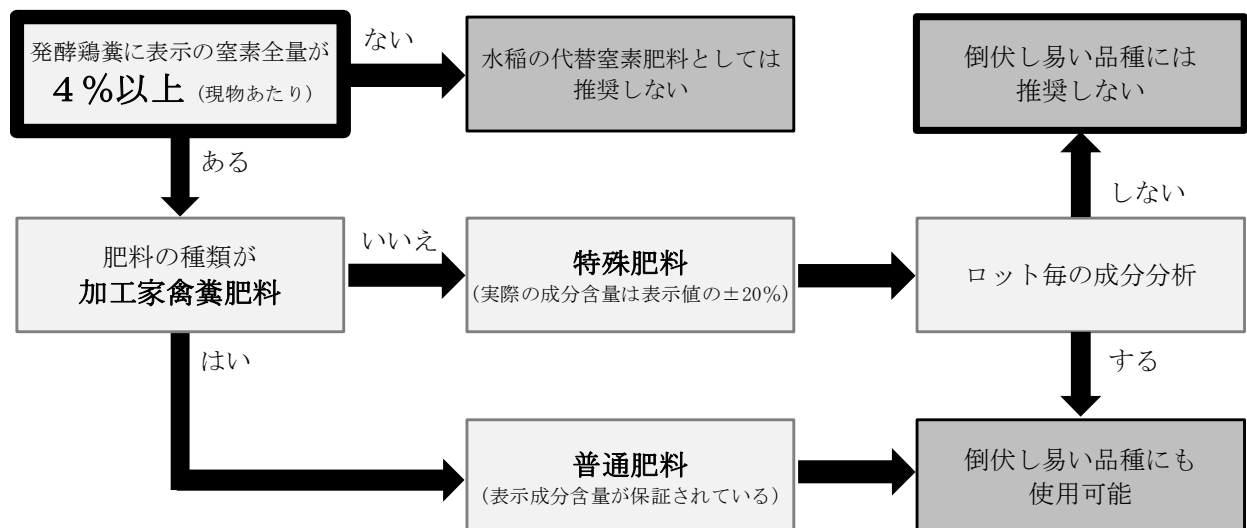 発酵鶏糞に表示の窒素全量が
４％以上（現物あたり）
ない
水稲の代替窒素肥料としては
推奨しない
倒伏し易い品種には
推奨しない
ある
しない
肥料の種類が
加工家禽糞肥料
いいえ
特殊肥料
（実際の成分含量は表示値の±20％）
ロット毎の成分分析
はい
する
普通肥料
（表示成分含量が保証されている）
倒伏し易い品種にも
使用可能